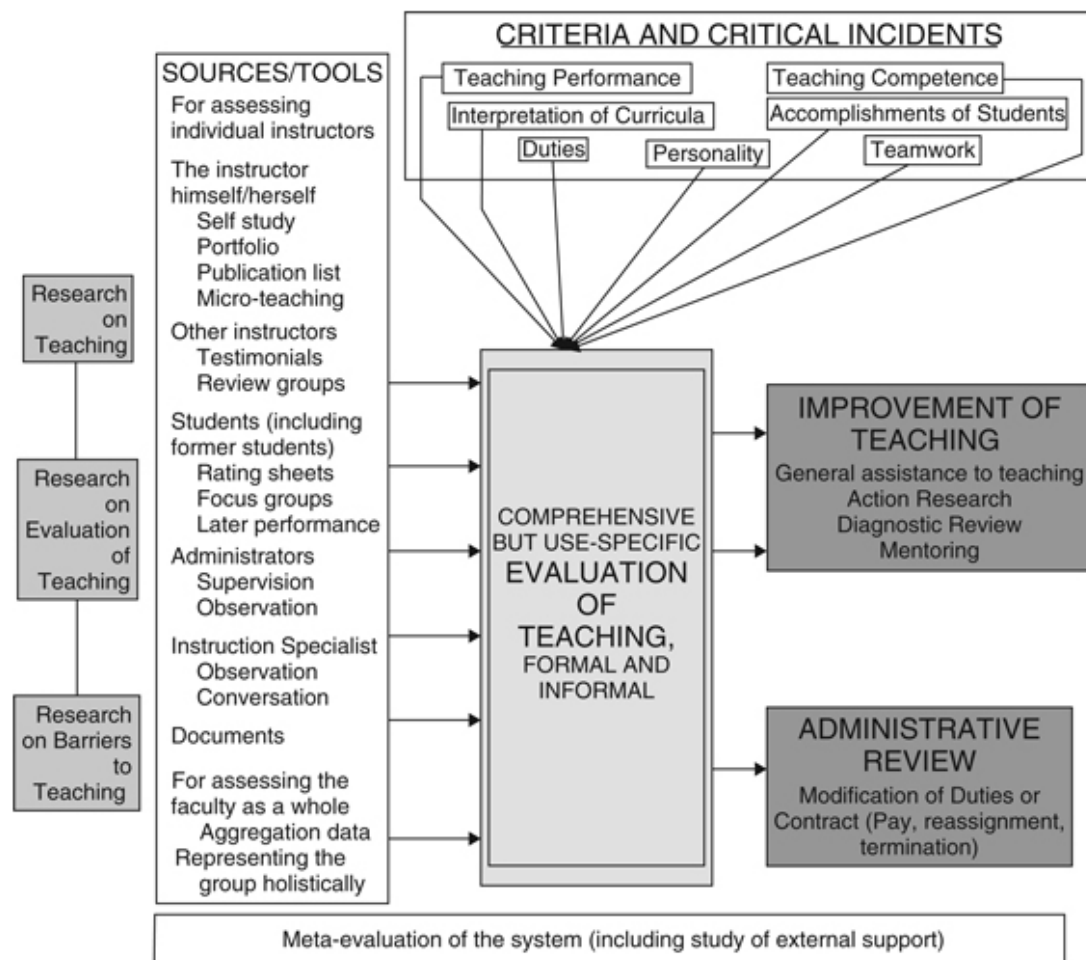 CRITERIA AND CRITICAL INCIDENTS
Teaching Performance
Teaching Competence
Interpretation of Curricula
Accomplishments of Students
Duties
Personality
Teamwork
SOURCES/TOOLS
For assessing
individual instructors
The instructor
himself/herself
Self study
Portfolio
Publication list
Micro-teaching
Other instructors
Testimonials
Review groups
Students (including
former students)
Rating sheets
Focus groups
Later performance
Administrators
Supervision
Observation
Instruction Specialist
Observation
Conversation
Documents
For assessing the
faculty as a whole
Aggregation data
Representing the
group holistically
Research
on
Teaching
Research
on
Evaluation
of
Teaching
Research
on Barriers
to
Teaching
COMPREHENSIVE
BUT USE-SPECIFIC
EVALUATION
OF
TEACHING,
FORMAL AND
INFORMAL
IMPROVEMENT OF
TEACHING
General assistance to teaching
Action Research
Diagnostic Review
Mentoring
ADMINISTRATIVE
REVIEW
Modification of Duties or
Contract (Pay, reassignment,
termination)
Meta-evaluation of the system (including study of external support)